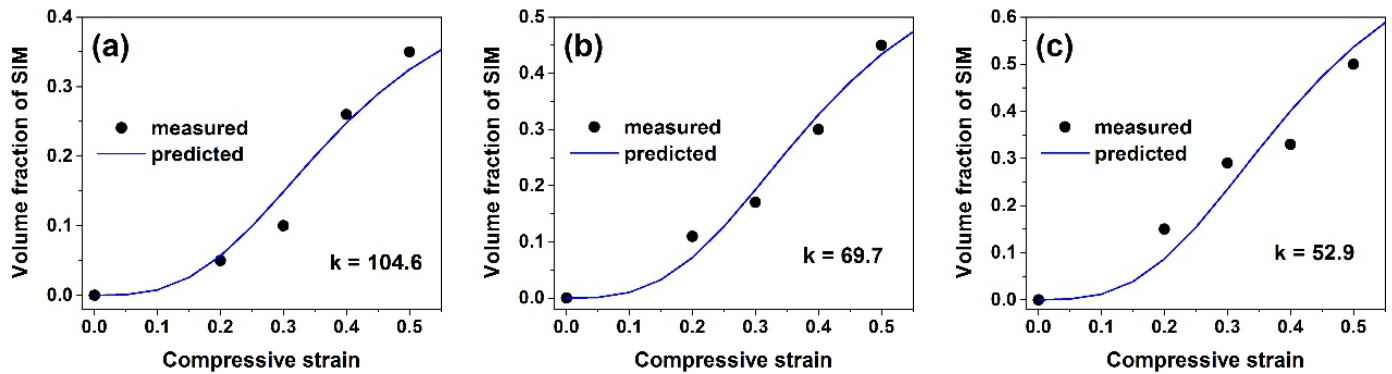 (a)
Volume fraction of SIM
0.4
0.3
0.2
0.1
0.0
measured
predicted
k = 104.6
0.0 0.1 0.2 0.3 0.4 0.5
Compressive strain
(b)
Volume fraction of SIM
0.5
0.4
0.3
0.2
0.1
0.0
measured
predicted
k = 69.7
0.0 0.1 0.2 0.3 0.4 0.5
Compressive strain
(c)
Volume fraction of SIM
0.6
0.5
0.4
0.3
0.2
0.1
0.0
measured
predicted
k = 52.9
0.0 0.1 0.2 0.3 0.4 0.5
Compressive strain